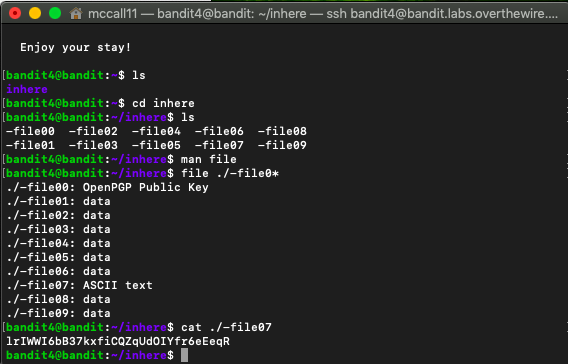 mccall11 — bandit4@bandit: ~/inhere — ssh bandit4@bandit.labs.overthewire....
Enjoy your stay!
[bandit4@bandit:~$ ls
inhere
[bandit4@bandit:~$ cd inhere
[bandit4@bandit:~/inhere$ ls
-file00  -file02  -file04  -file06  -file08
-file01  -file03  -file05  -file07  -file09
[bandit4@bandit:~/inhere$ man file
[bandit4@bandit:~/inhere$ file ./-file0*
./-file00: OpenPGP Public Key
./-file01: data
./-file02: data
./-file03: data
./-file04: data
./-file05: data
./-file06: data
./-file07: ASCII text
./-file08: data
./-file09: data
[bandit4@bandit:~/inhere$ cat ./-file07
lrIWWI6bB37kxfiCQZqUdOIYfr6eEeqR
bandit4@bandit:~/inhere$